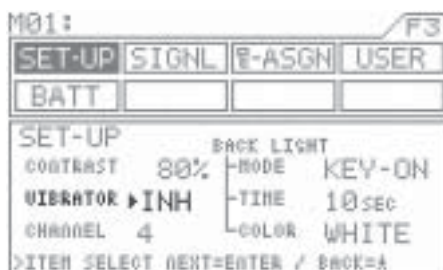 M01: F3
SET-UP SIGNL -ASGN USER
BATT
SET-UP BACK LIGHT
CONTRAST 80% MODE KEY-ON
VIBRATOR ▶INH TIME 10SEC
CHANNEL 4 COLOR WHITE
>ITEM SELECT NEXT=ENTER / BACK=